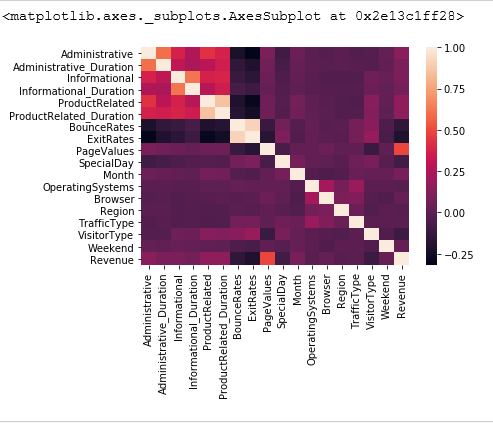 <matplotlib.axes._subplots.AxesSubplot at 0x2e13c1ff28>
Administrative
Administrative_Duration
Informational
Informational_Duration
ProductRelated
ProductRelated_Duration
BounceRates
ExitRates
PageValues
SpecialDay
Month
OperatingSystems
Browser
Region
TrafficType
VisitorType
Weekend
Revenue
1.00
0.75
0.50
0.25
0.00
−0.25
Administrative
Administrative_Duration
Informational
Informational_Duration
ProductRelated
ProductRelated_Duration
BounceRates
ExitRates
PageValues
SpecialDay
Month
OperatingSystems
Browser
Region
TrafficType
VisitorType
Weekend
Revenue